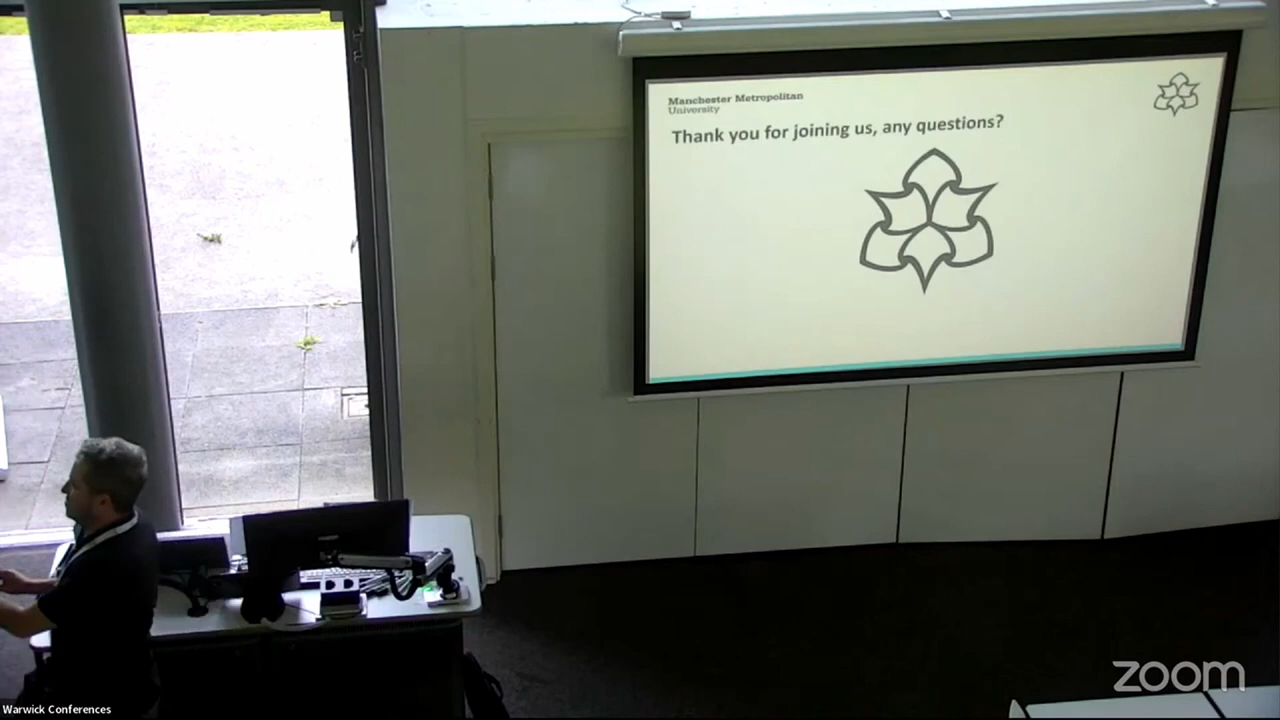 Manchester Metropolitan
University
Thank you for joining us, any questions?
zoom
Warwick Conferences